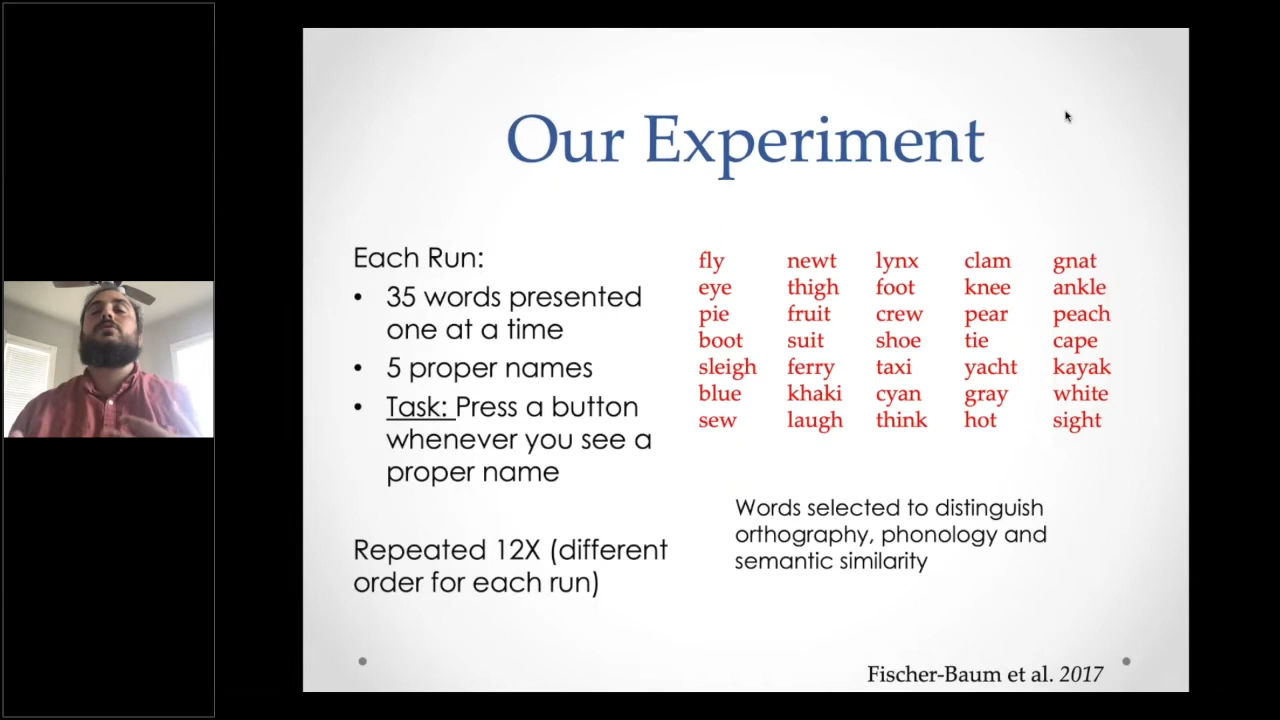 Our Experiment
Each Run:
• 35 words presented
one at a time
• 5 proper names
• Task: Press a button
whenever you see a
proper name
Repeated 12X (different
order for each run)
fly newt lynx clam gnat
eye thigh foot knee ankle
pie fruit crew pear peach
boot suit shoe tie cape
sleigh ferry taxi yacht kayak
blue khaki cyan gray white
sew laugh think hot sight
Words selected to distinguish
orthography, phonology and
semantic similarity
Fischer-Baum et al. 2017